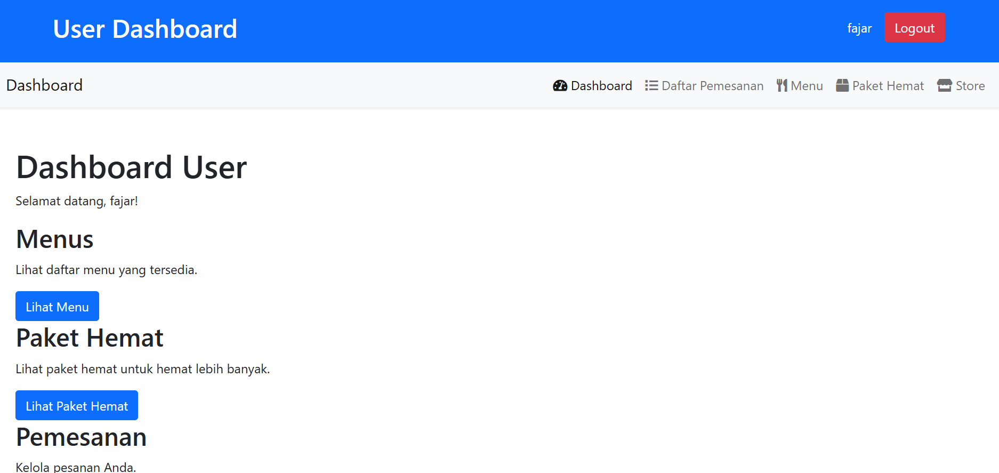 User Dashboard
fajar Logout
Dashboard
Dashboard Daftar Pemesanan Menu Paket Hemat Store
Dashboard User
Selamat datang, fajar!
Menus
Lihat daftar menu yang tersedia.
Lihat Menu
Paket Hemat
Lihat paket hemat untuk hemat lebih banyak.
Lihat Paket Hemat
Pemesanan
Kelola pesanan Anda.